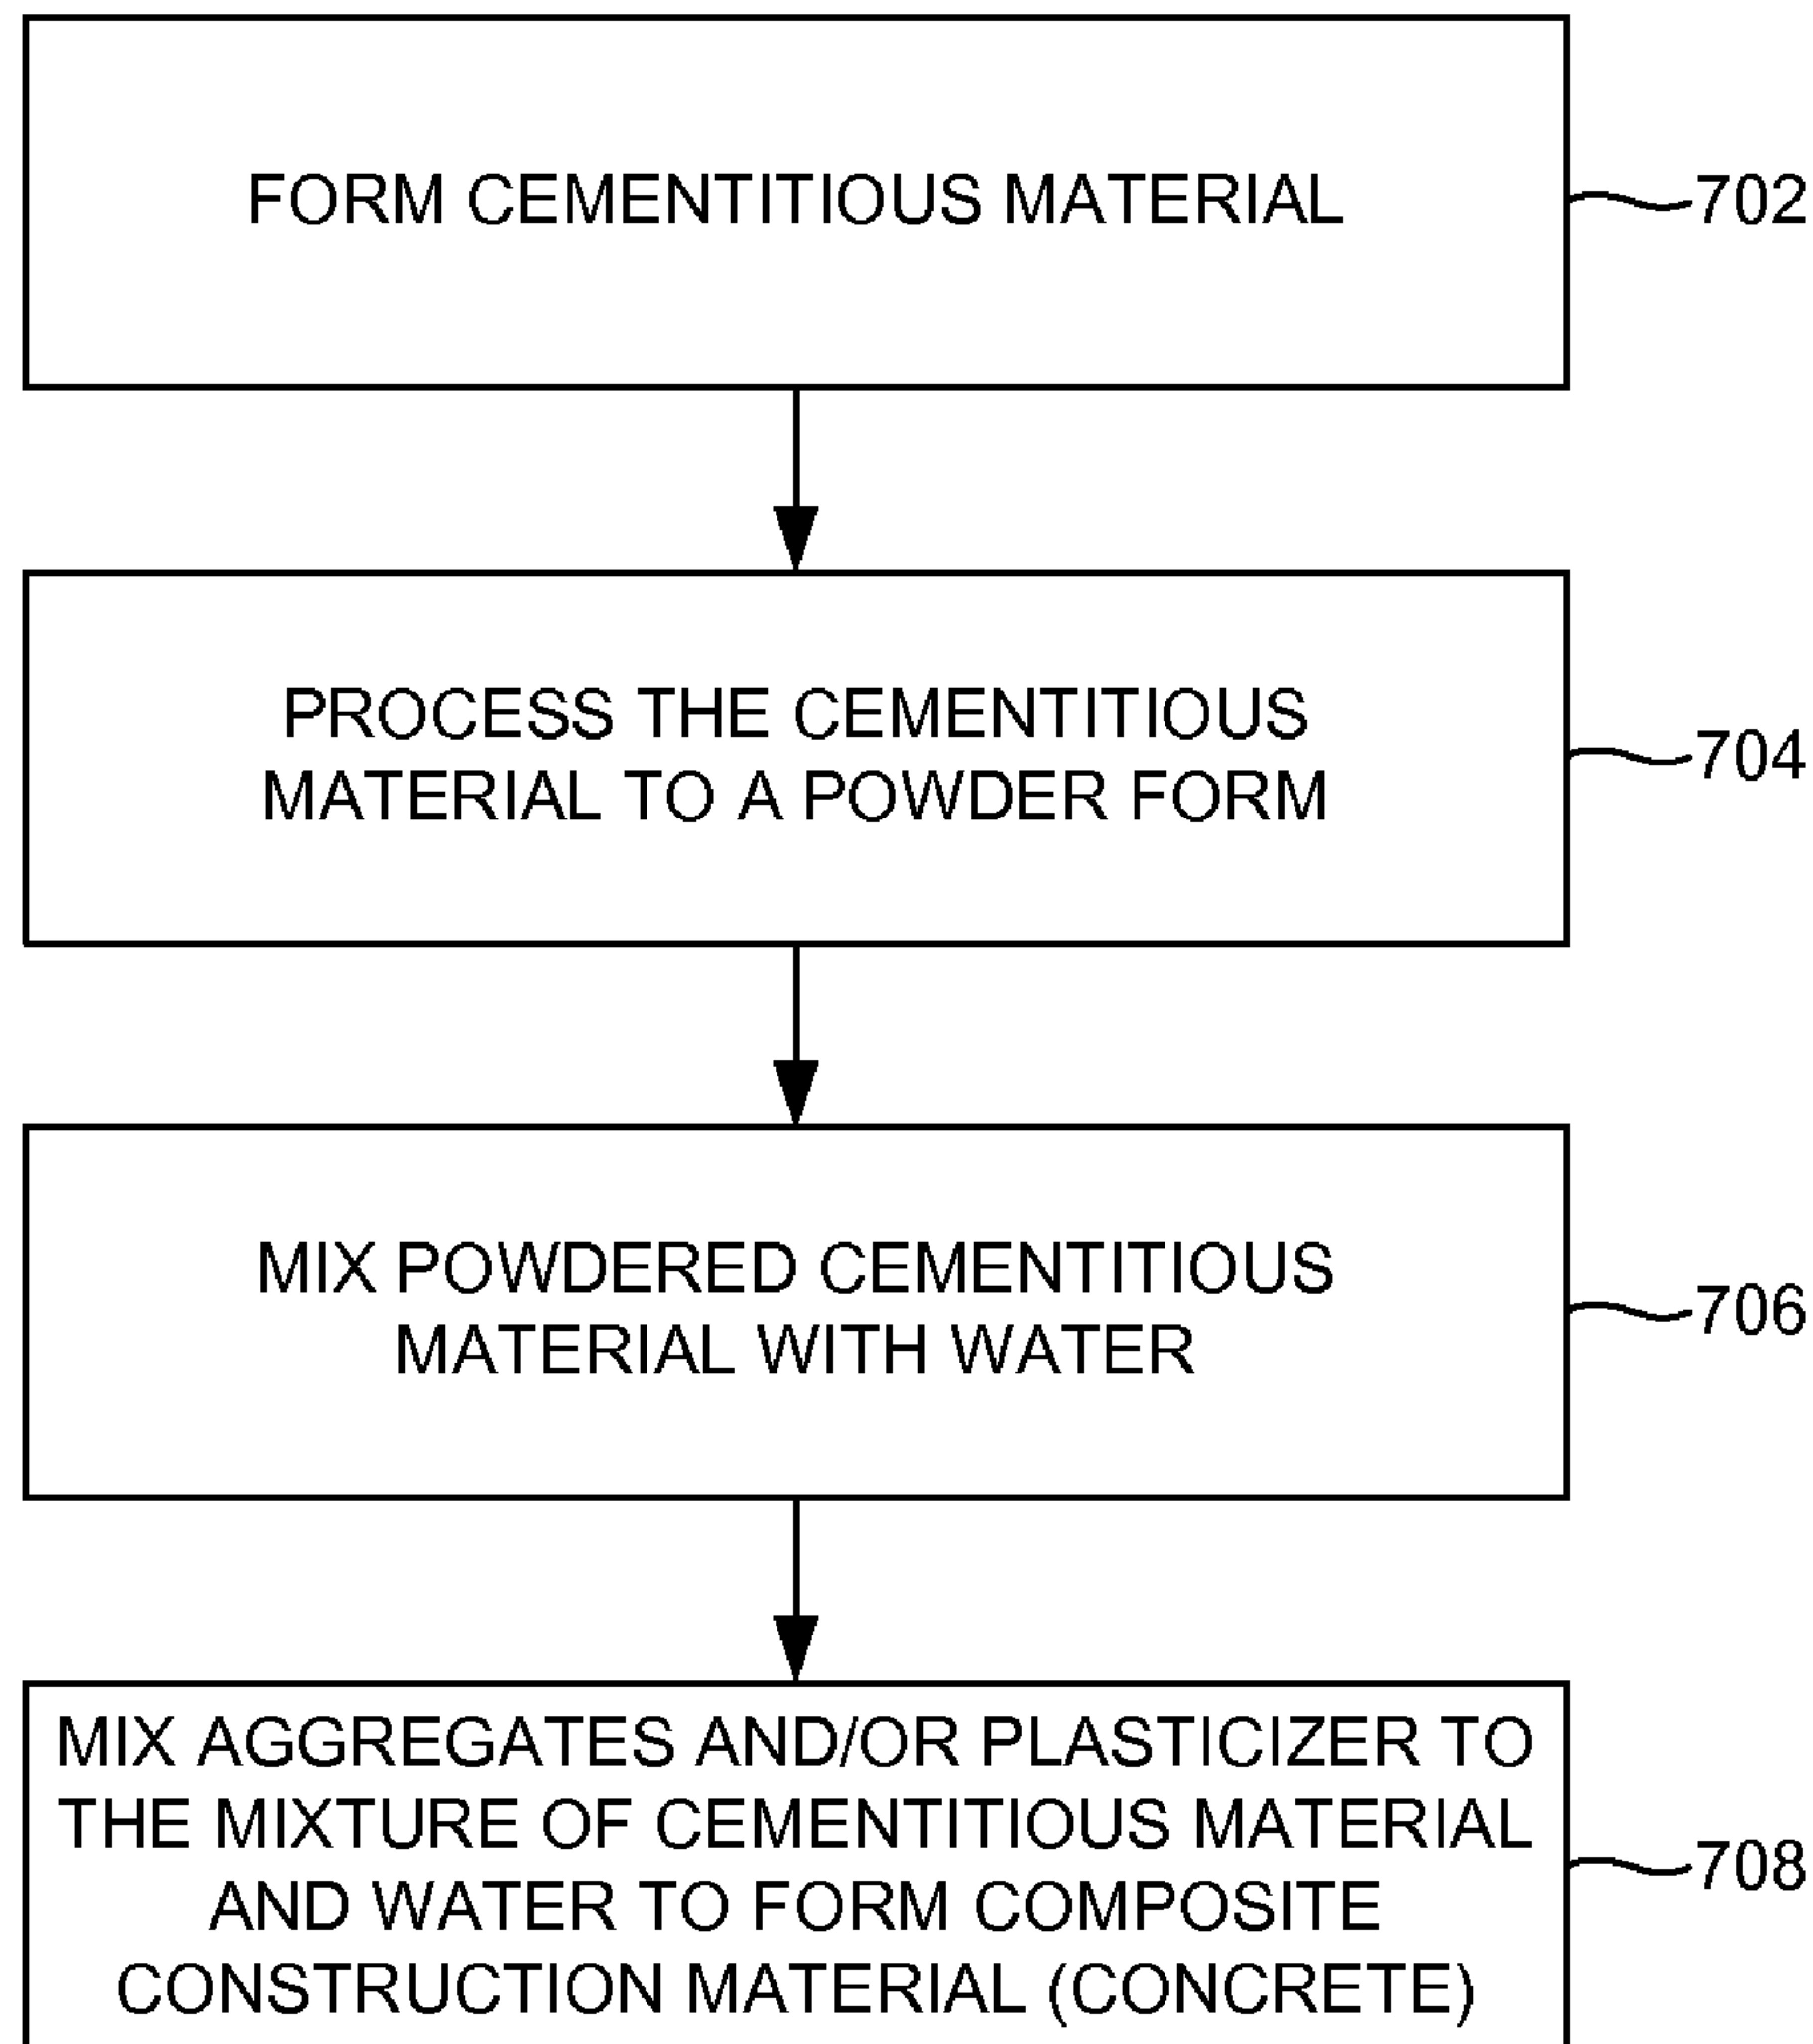 FORM CEMENTITIOUS MATERIAL
702
PROCESS THE CEMENTITIOUS
MATERIAL TO A POWDER FORM
704
MIX POWDERED CEMENTITIOUS
MATERIAL WITH WATER
706
MIX AGGREGATES AND/OR PLASTICIZER TO
THE MIXTURE OF CEMENTITIOUS MATERIAL
AND WATER TO FORM COMPOSITE
CONSTRUCTION MATERIAL (CONCRETE)
708